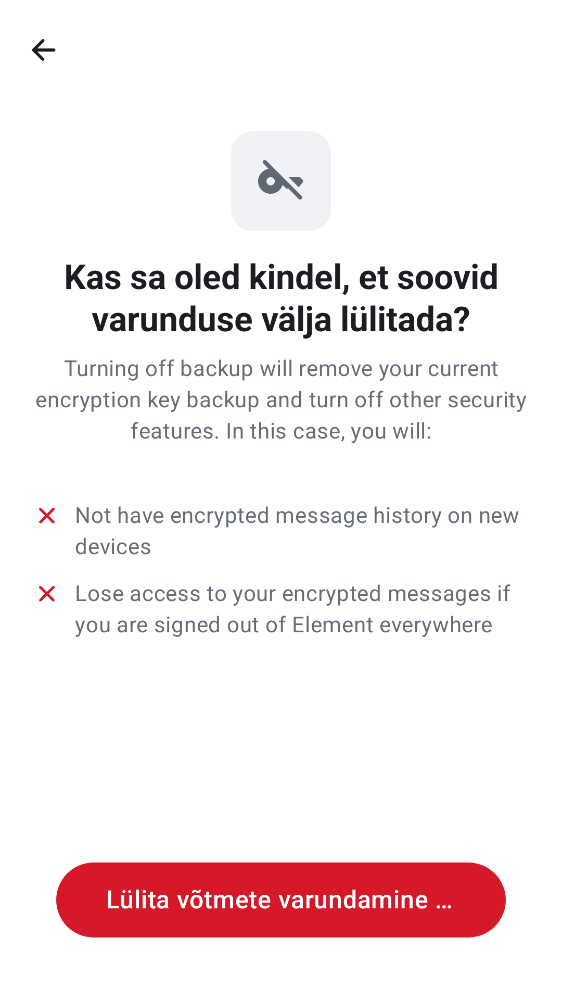 Kas sa oled kindel, et soovid
varunduse välja lülitada?
Turning off backup will remove your current
encryption key backup and turn off other security
features. In this case, you will:
Not have encrypted message history on new
devices
Lose access to your encrypted messages if
you are signed out of Element everywhere
Lülita võtmete varundamine …